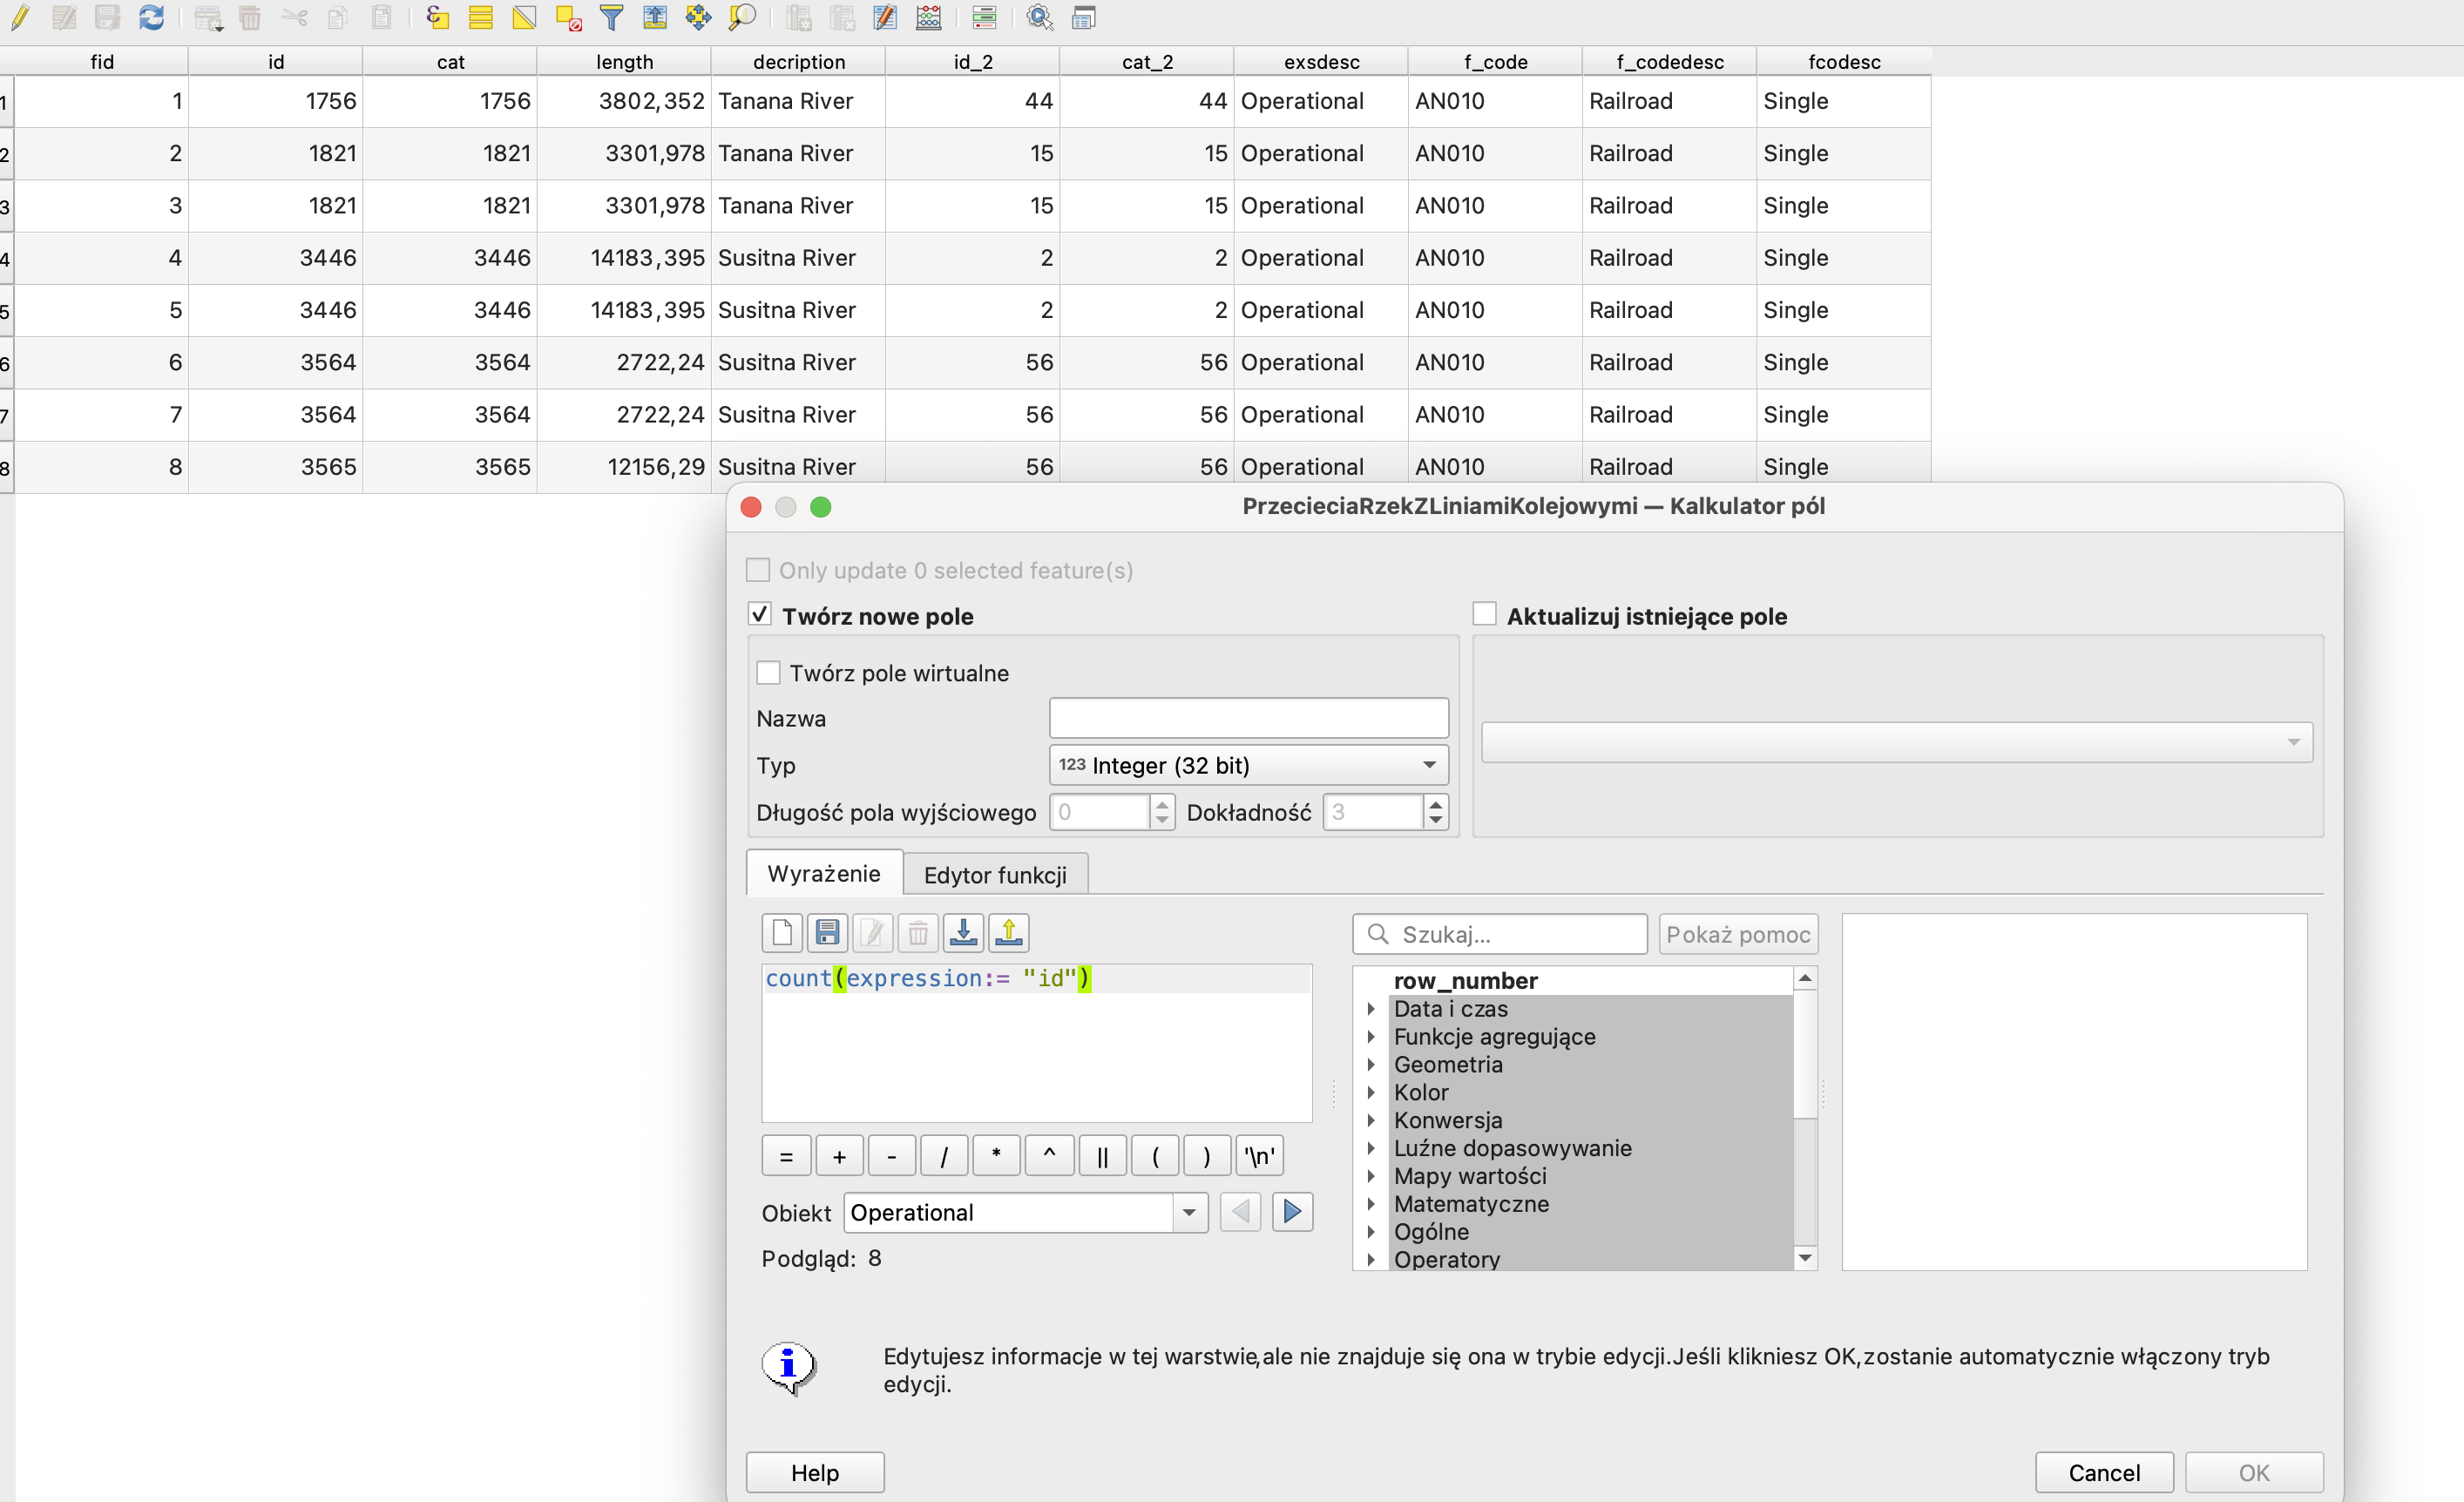 fid id cat length decription id_2 cat_2 exsdesc f_code f_codedesc fcodesc
1 1 1756 1756 3802,352 Tanana River 44 44 Operational AN010 Railroad Single
2 2 1821 1821 3301,978 Tanana River 15 15 Operational AN010 Railroad Single
3 3 1821 1821 3301,978 Tanana River 15 15 Operational AN010 Railroad Single
4 4 3446 3446 14183,395 Susitna River 2 2 Operational AN010 Railroad Single
5 5 3446 3446 14183,395 Susitna River 2 2 Operational AN010 Railroad Single
6 6 3564 3564 2722,24 Susitna River 56 56 Operational AN010 Railroad Single
7 7 3564 3564 2722,24 Susitna River 56 56 Operational AN010 Railroad Single
8 8 3565 3565 12156,29 Susitna River 56 56 Operational AN010 Railroad Single
PrzecieciaRzekZLiniamiKolejowymi — Kalkulator pól
Only update 0 selected feature(s)
Twórz nowe pole
Aktualizuj istniejące pole
Twórz pole wirtualne
Nazwa
Typ 123 Integer (32 bit)
Długość pola wyjściowego 0 Dokładność 3
Wyrażenie Edytor funkcji
Szukaj... Pokaż pomoc
count(expression:= "id")
row_number
Data i czas
Funkcje agregujące
Geometria
Kolor
Konwersja
Luźne dopasowywanie
Mapy wartości
Matematyczne
Ogólne
Operatory
= + - / * ^ || ( ) '\n'
Obiekt Operational
Podgląd: 8
Edytujesz informacje w tej warstwie,ale nie znajduje się ona w trybie edycji.Jeśli klikniesz OK,zostanie automatycznie włączony tryb
edycji.
Help Cancel OK